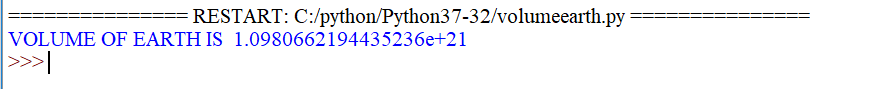 =============== RESTART: C:/python/Python37-32/volumeearth.py ===============
VOLUME OF EARTH IS  1.0980662194435236e+21
>>>